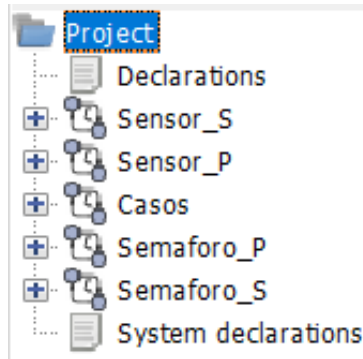 Project
Declarations
Sensor_S
Sensor_P
Casos
Semaforo_P
Semaforo_S
System declarations